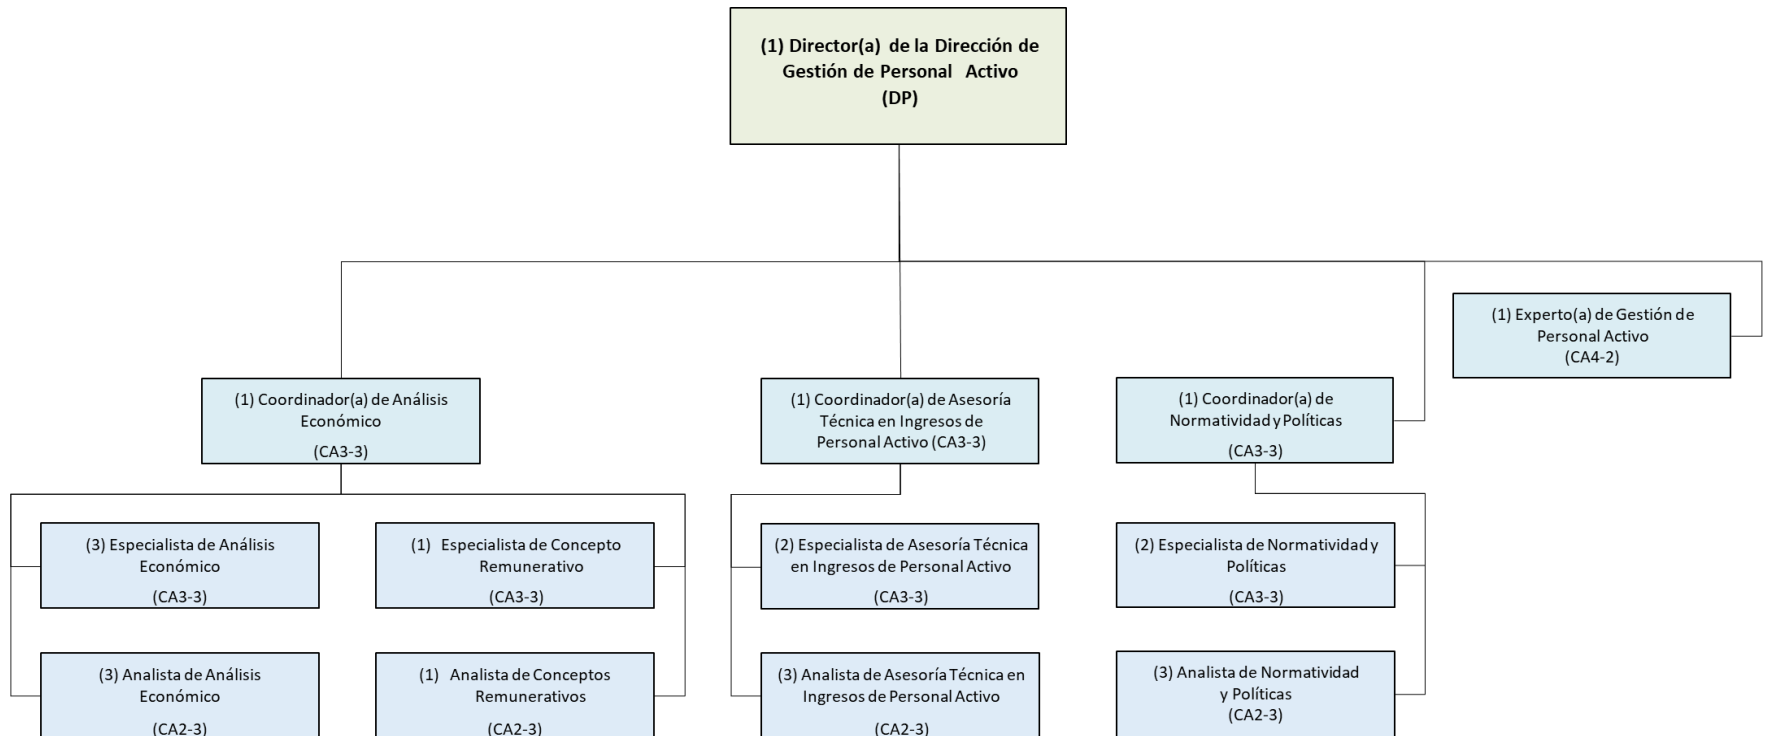 (1) Director(a) de la Dirección de
Gestión de Personal Activo
(DP)
(1) Experto(a) de Gestión de
Personal Activo
(CA4-2)
(1) Coordinador(a) de Análisis
Económico
(CA3-3)
(1) Coordinador(a) de Asesoría
Técnica en Ingresos de
Personal Activo (CA3-3)
(1) Coordinador(a) de
Normatividad y Políticas
(CA3-3)
(3) Especialista de Análisis
Económico
(CA3-3)
(1) Especialista de Concepto
Remunerativo
(CA3-3)
(2) Especialista de Asesoría Técnica
en Ingresos de Personal Activo
(CA3-3)
(2) Especialista de Normatividad y
Políticas
(CA3-3)
(3) Analista de Análisis
Económico
(CA2-3)
(1) Analista de Conceptos
Remunerativos
(CA2-3)
(3) Analista de Asesoría Técnica en
Ingresos de Personal Activo
(CA2-3)
(3) Analista de Normatividad
y Políticas
(CA2-3)